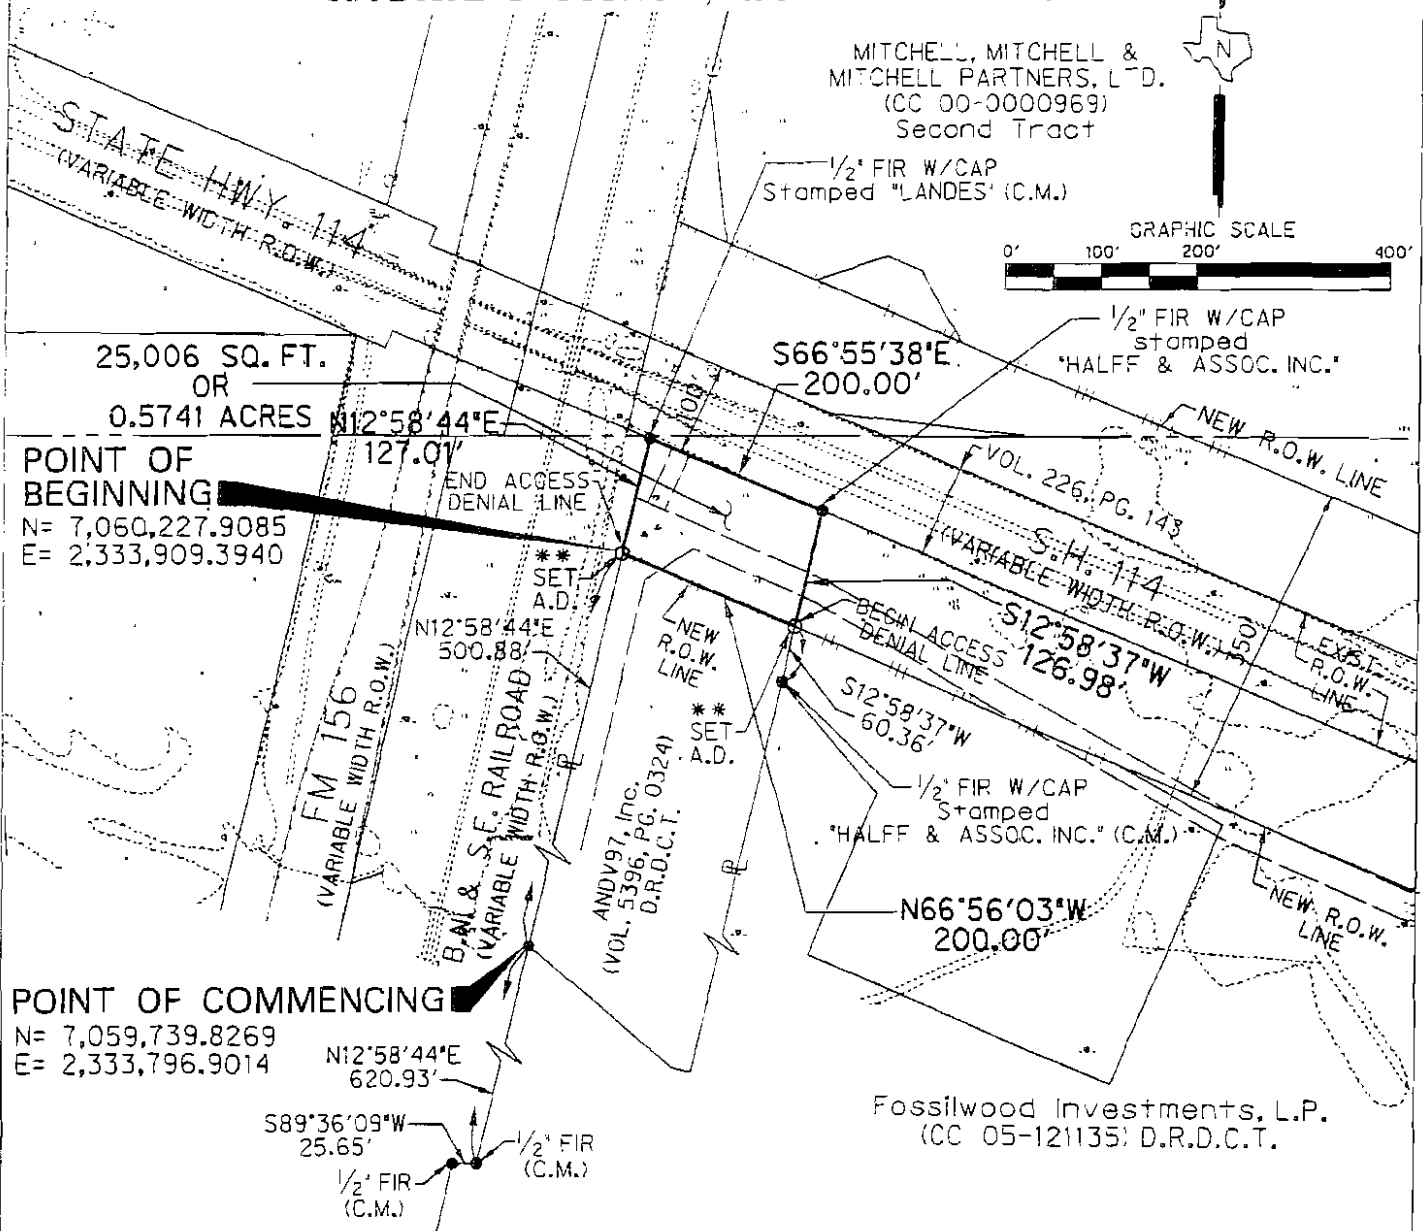 MITCHELL, MITCHELL &
MITCHELL PARTNERS, LTD.
(CC 00-0000969)
Second Tract
N
1/2" FIR W/CAP
Stamped "LANDES" (C.M.)
GRAPHIC SCALE
0' 100' 200' 400'
STATE HWY. 114
(VARIABLE WIDTH R.O.W.)
1/2" FIR W/CAP
stamped
"HALFF & ASSOC. INC."
25,006 SQ. FT.
OR
0.5741 ACRES
S66°55'38"E
200.00'
100'
N12°58'44"E
127.01'
NEW R.O.W. LINE
POINT OF
BEGINNING
N= 7,060,227.9085
E= 2,333,909.3940
END ACCESS
DENIAL LINE
VOL. 226, PG. 143
S.H. 114
(VARIABLE WIDTH R.O.W.)
**
SET
A.D.
N12°58'44"E
500.88'
NEW
R.O.W.
LINE
BEGIN ACCESS
DENIAL LINE
S12°58'37"W
126.98'
350'
EXIST.
R.O.W.
LINE
**
SET
A.D.
S12°58'37"W
60.36'
FM 156
(VARIABLE WIDTH R.O.W.)
B.N. & S.F. RAILROAD
(VARIABLE WIDTH R.O.W.)
ANDV97, Inc.
(VOL. 5396, PG. 0324)
D.R.D.C.T.
1/2" FIR W/CAP
Stamped
"HALFF & ASSOC. INC." (C.M.)
N66°56'03"W
200.00'
NEW R.O.W.
LINE
POINT OF COMMENCING
N= 7,059,739.8269
E= 2,333,796.9014
N12°58'44"E
620.93'
S89°36'09"W
25.65'
1/2" FIR
(C.M.)
1/2" FIR
(C.M.)
Fossilwood Investments, L.P.
(CC 05-121135) D.R.D.C.T.